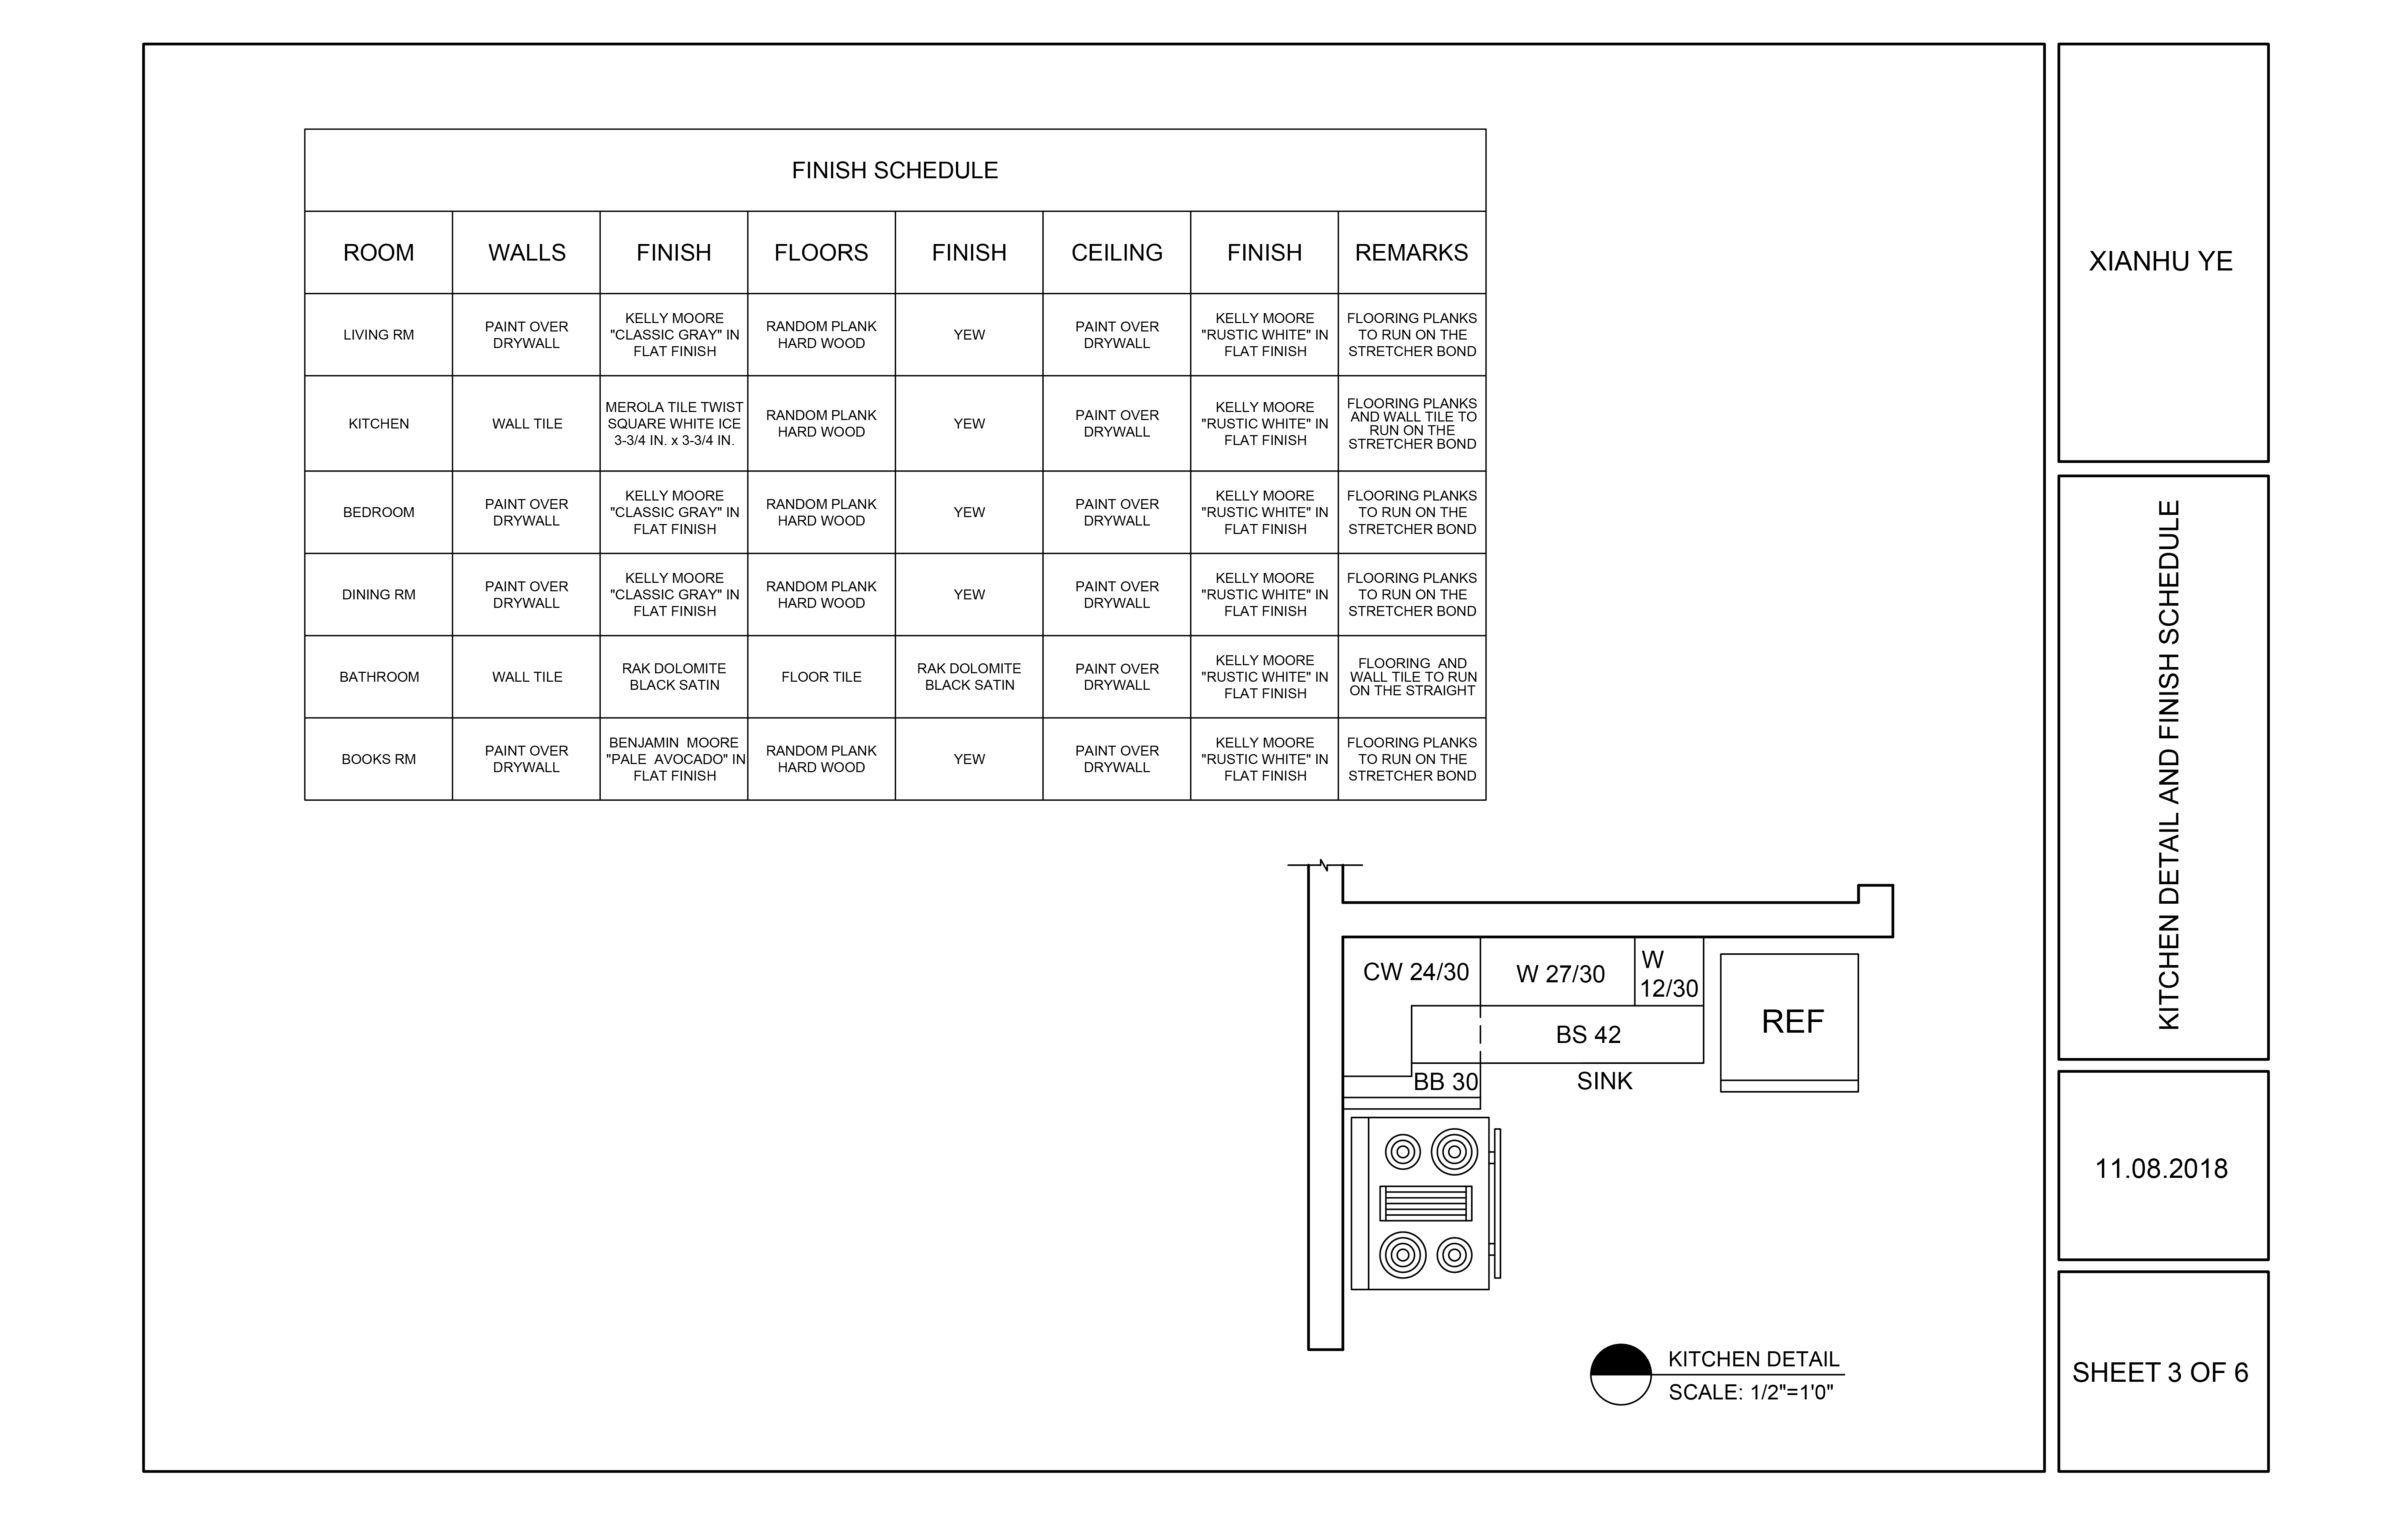 FINISH SCHEDULE
ROOM WALLS FINISH FLOORS FINISH CEILING FINISH REMARKS
LIVING RM
PAINT OVER
DRYWALL
KELLY MOORE
"CLASSIC GRAY" IN
FLAT FINISH
RANDOM PLANK
HARD WOOD
YEW
PAINT OVER
DRYWALL
KELLY MOORE
"RUSTIC WHITE" IN
FLAT FINISH
FLOORING PLANKS
TO RUN ON THE
STRETCHER BOND
KITCHEN
WALL TILE
MEROLA TILE TWIST
SQUARE WHITE ICE
3-3/4 IN. x 3-3/4 IN.
RANDOM PLANK
HARD WOOD
YEW
PAINT OVER
DRYWALL
KELLY MOORE
"RUSTIC WHITE" IN
FLAT FINISH
FLOORING PLANKS
AND WALL TILE TO
RUN ON THE
STRETCHER BOND
BEDROOM
PAINT OVER
DRYWALL
KELLY MOORE
"CLASSIC GRAY" IN
FLAT FINISH
RANDOM PLANK
HARD WOOD
YEW
PAINT OVER
DRYWALL
KELLY MOORE
"RUSTIC WHITE" IN
FLAT FINISH
FLOORING PLANKS
TO RUN ON THE
STRETCHER BOND
DINING RM
PAINT OVER
DRYWALL
KELLY MOORE
"CLASSIC GRAY" IN
FLAT FINISH
RANDOM PLANK
HARD WOOD
YEW
PAINT OVER
DRYWALL
KELLY MOORE
"RUSTIC WHITE" IN
FLAT FINISH
FLOORING PLANKS
TO RUN ON THE
STRETCHER BOND
BATHROOM
WALL TILE
RAK DOLOMITE
BLACK SATIN
FLOOR TILE
RAK DOLOMITE
BLACK SATIN
PAINT OVER
DRYWALL
KELLY MOORE
"RUSTIC WHITE" IN
FLAT FINISH
FLOORING AND
WALL TILE TO RUN
ON THE STRAIGHT
BOOKS RM
PAINT OVER
DRYWALL
BENJAMIN MOORE
"PALE AVOCADO" IN
FLAT FINISH
RANDOM PLANK
HARD WOOD
YEW
PAINT OVER
DRYWALL
KELLY MOORE
"RUSTIC WHITE" IN
FLAT FINISH
FLOORING PLANKS
TO RUN ON THE
STRETCHER BOND
CW 24/30
W 27/30
W
12/30
REF
BS 42
BB 30
SINK
KITCHEN DETAIL
SCALE: 1/2"=1'0"
XIANHU YE
KITCHEN DETAIL AND FINISH SCHEDULE
11.08.2018
SHEET 3 OF 6